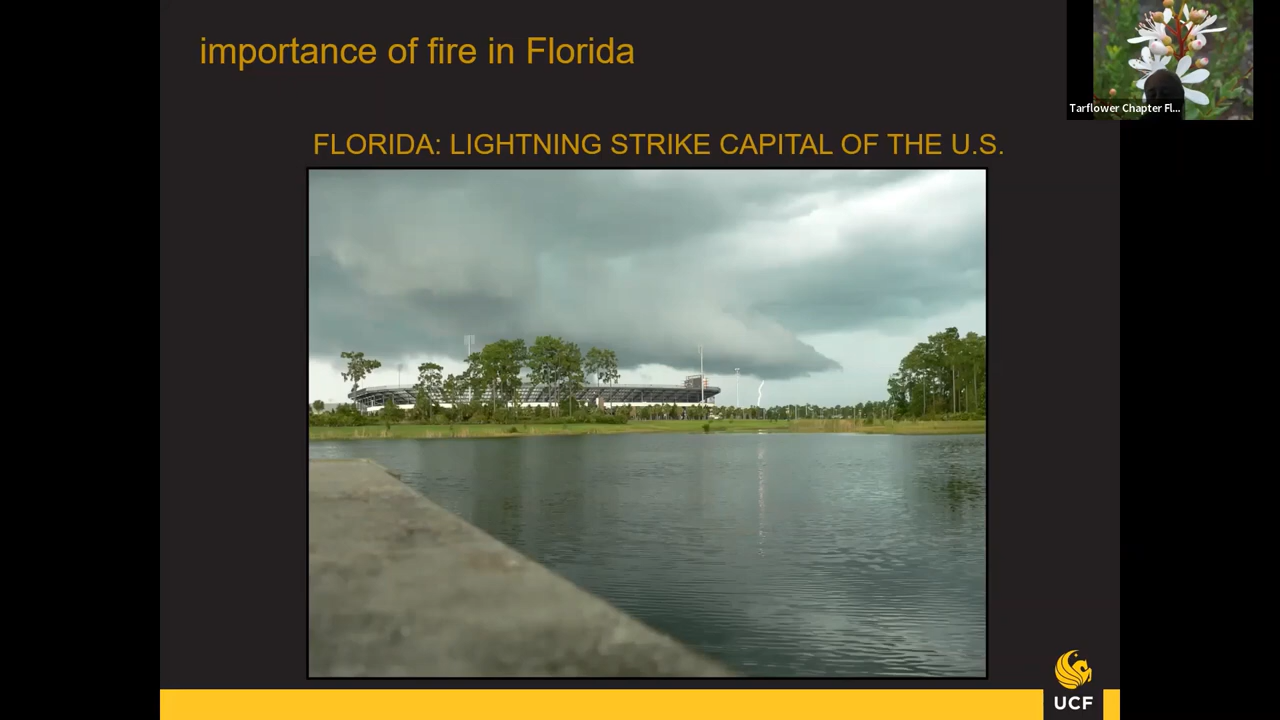 importance of fire in Florida
Tarflower Chapter Fl...
FLORIDA: LIGHTNING STRIKE CAPITAL OF THE U.S.
UCF